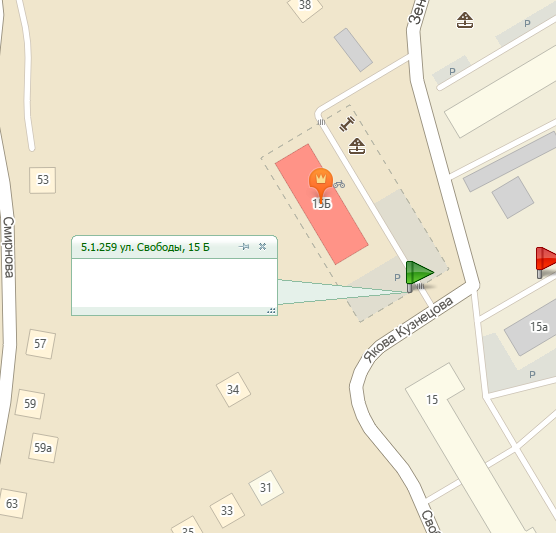 38
Зен
P
P
53
15Б
Смирнова
5.1.259 ул. Свободы, 15 Б
P
Якова Кузнецова
15а
57
P
34
15
59
59а
31
63
33
35
Сво